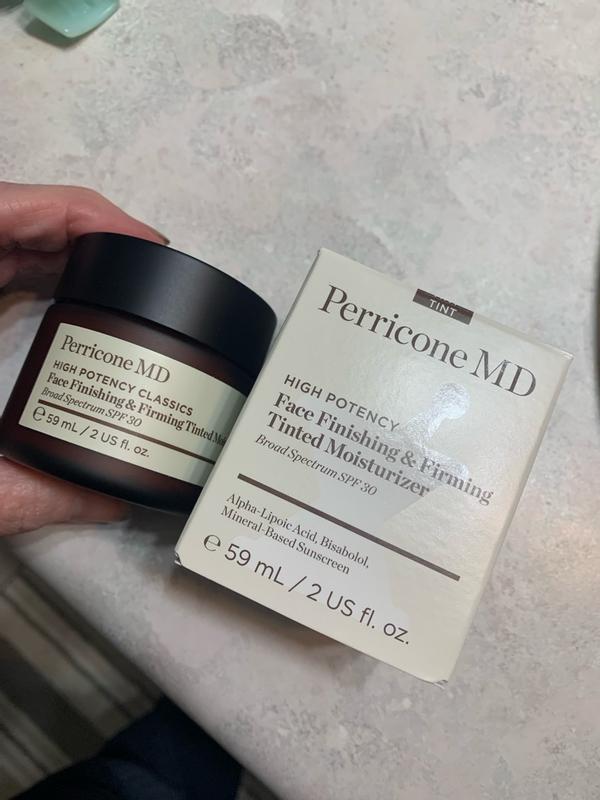 Perricone MD
HIGH POTENCY CLASSICS
Face Finishing & Firming Tinted
Broad Spectrum SPF 30
℮ 59 mL / 2 US fl. oz.
TINT
Perricone MD
HIGH POTENCY
Face Finishing & Firming
Tinted Moisturizer
Broad Spectrum SPF 30
Alpha-Lipoic Acid, Bisabolol,
Mineral-Based Sunscreen
℮ 59 mL / 2 US fl. oz.